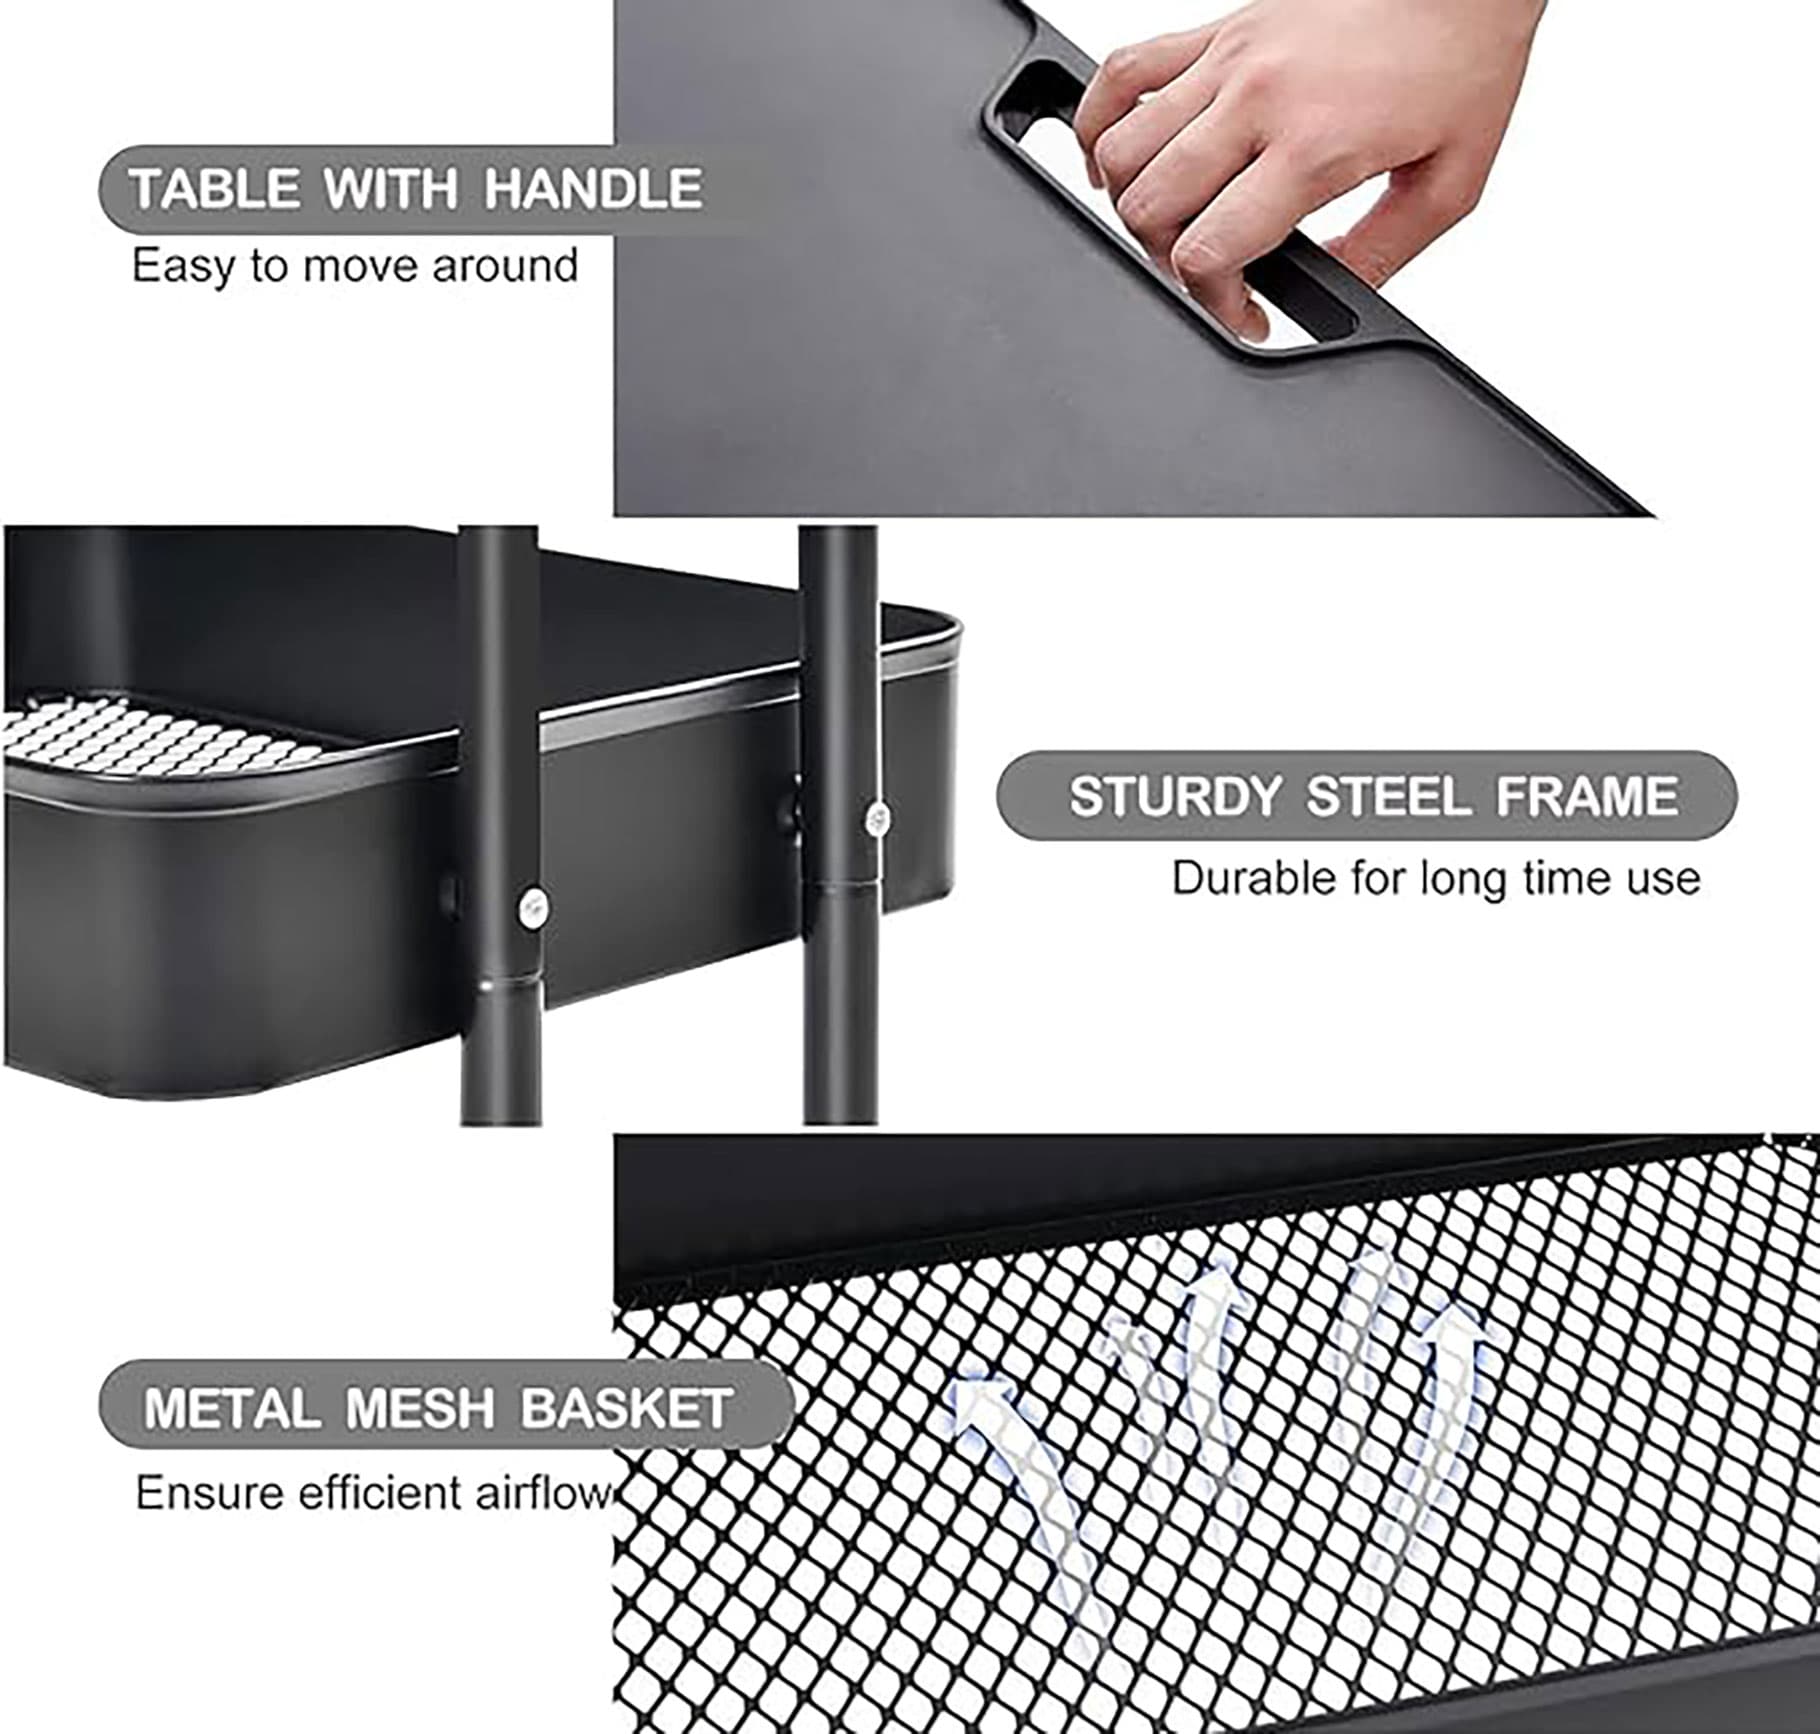 TABLE WITH HANDLE
Easy to move around
STURDY STEEL FRAME
Durable for long time use
METAL MESH BASKET
Ensure efficient airflow